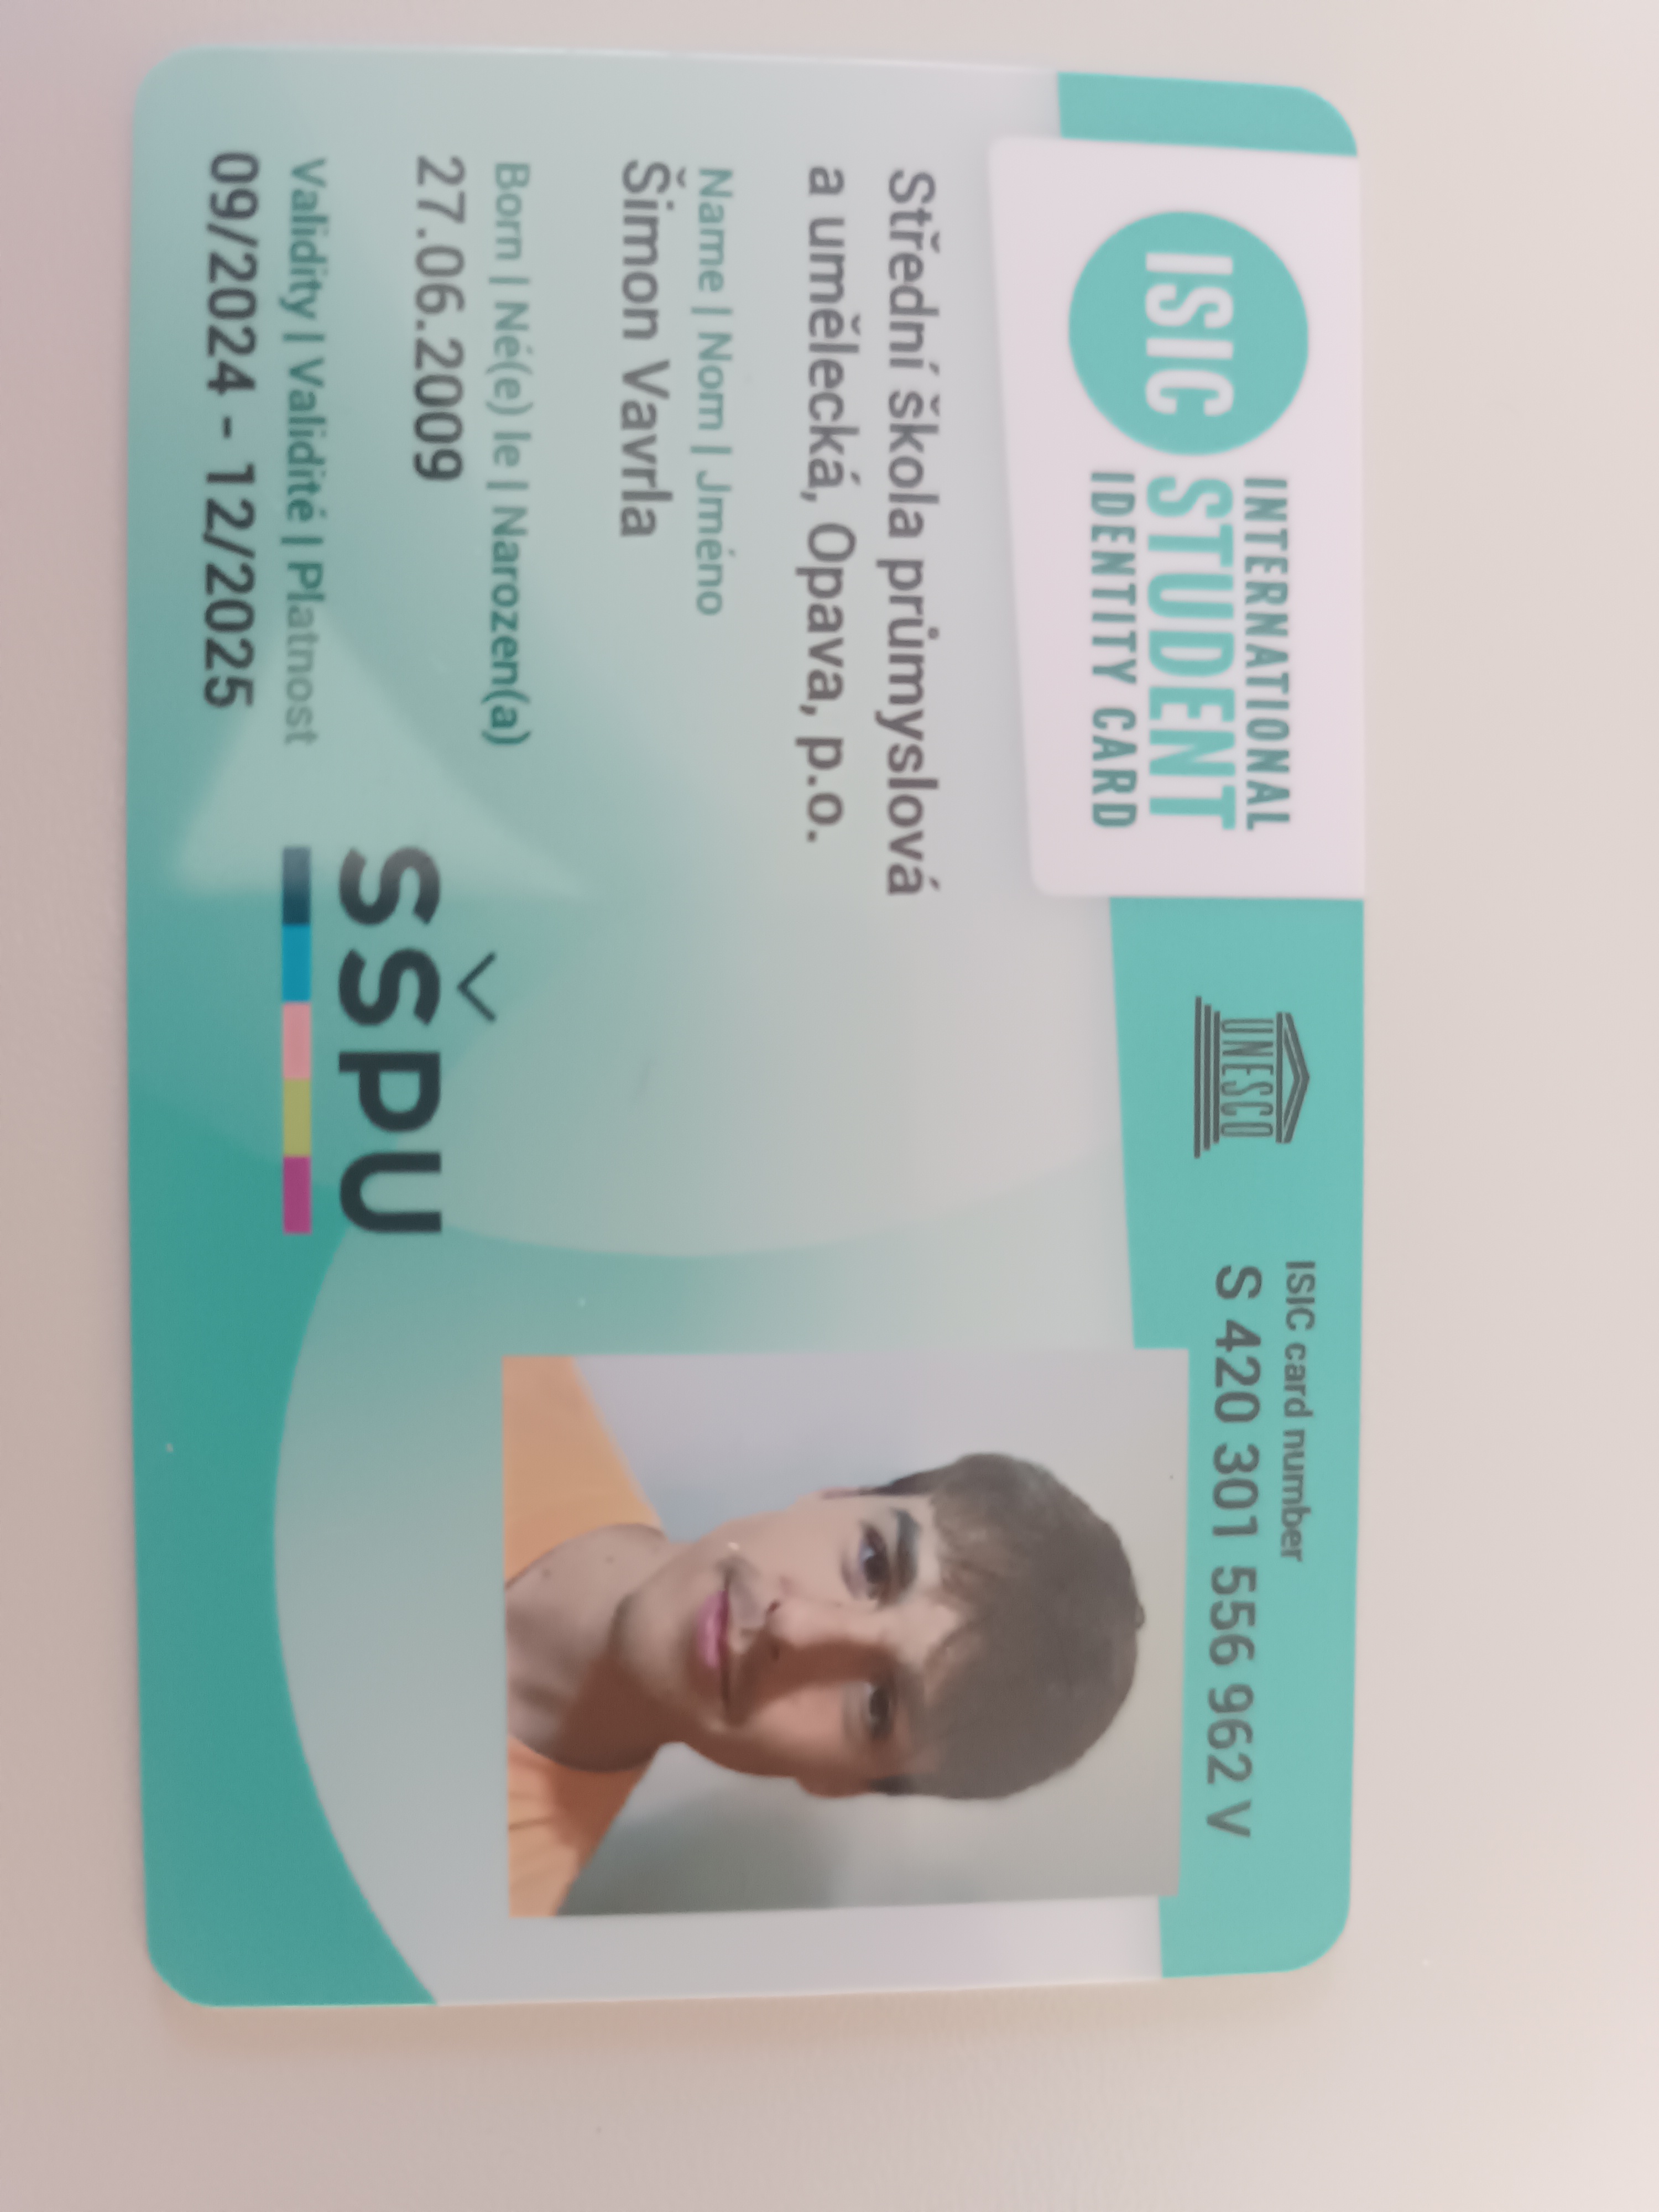 ISIC
INTERNATIONAL
STUDENT
IDENTITY CARD
UNESCO
ISIC card number
S 420 301 556 962 V
Střední škola průmyslová
a umělecká, Opava, p.o.
Name | Nom | Jméno
Šimon Vavrla
Born | Né(e) le | Narozen(a)
27.06.2009
Validity | Validité | Platnost
09/2024 - 12/2025
SŠPU